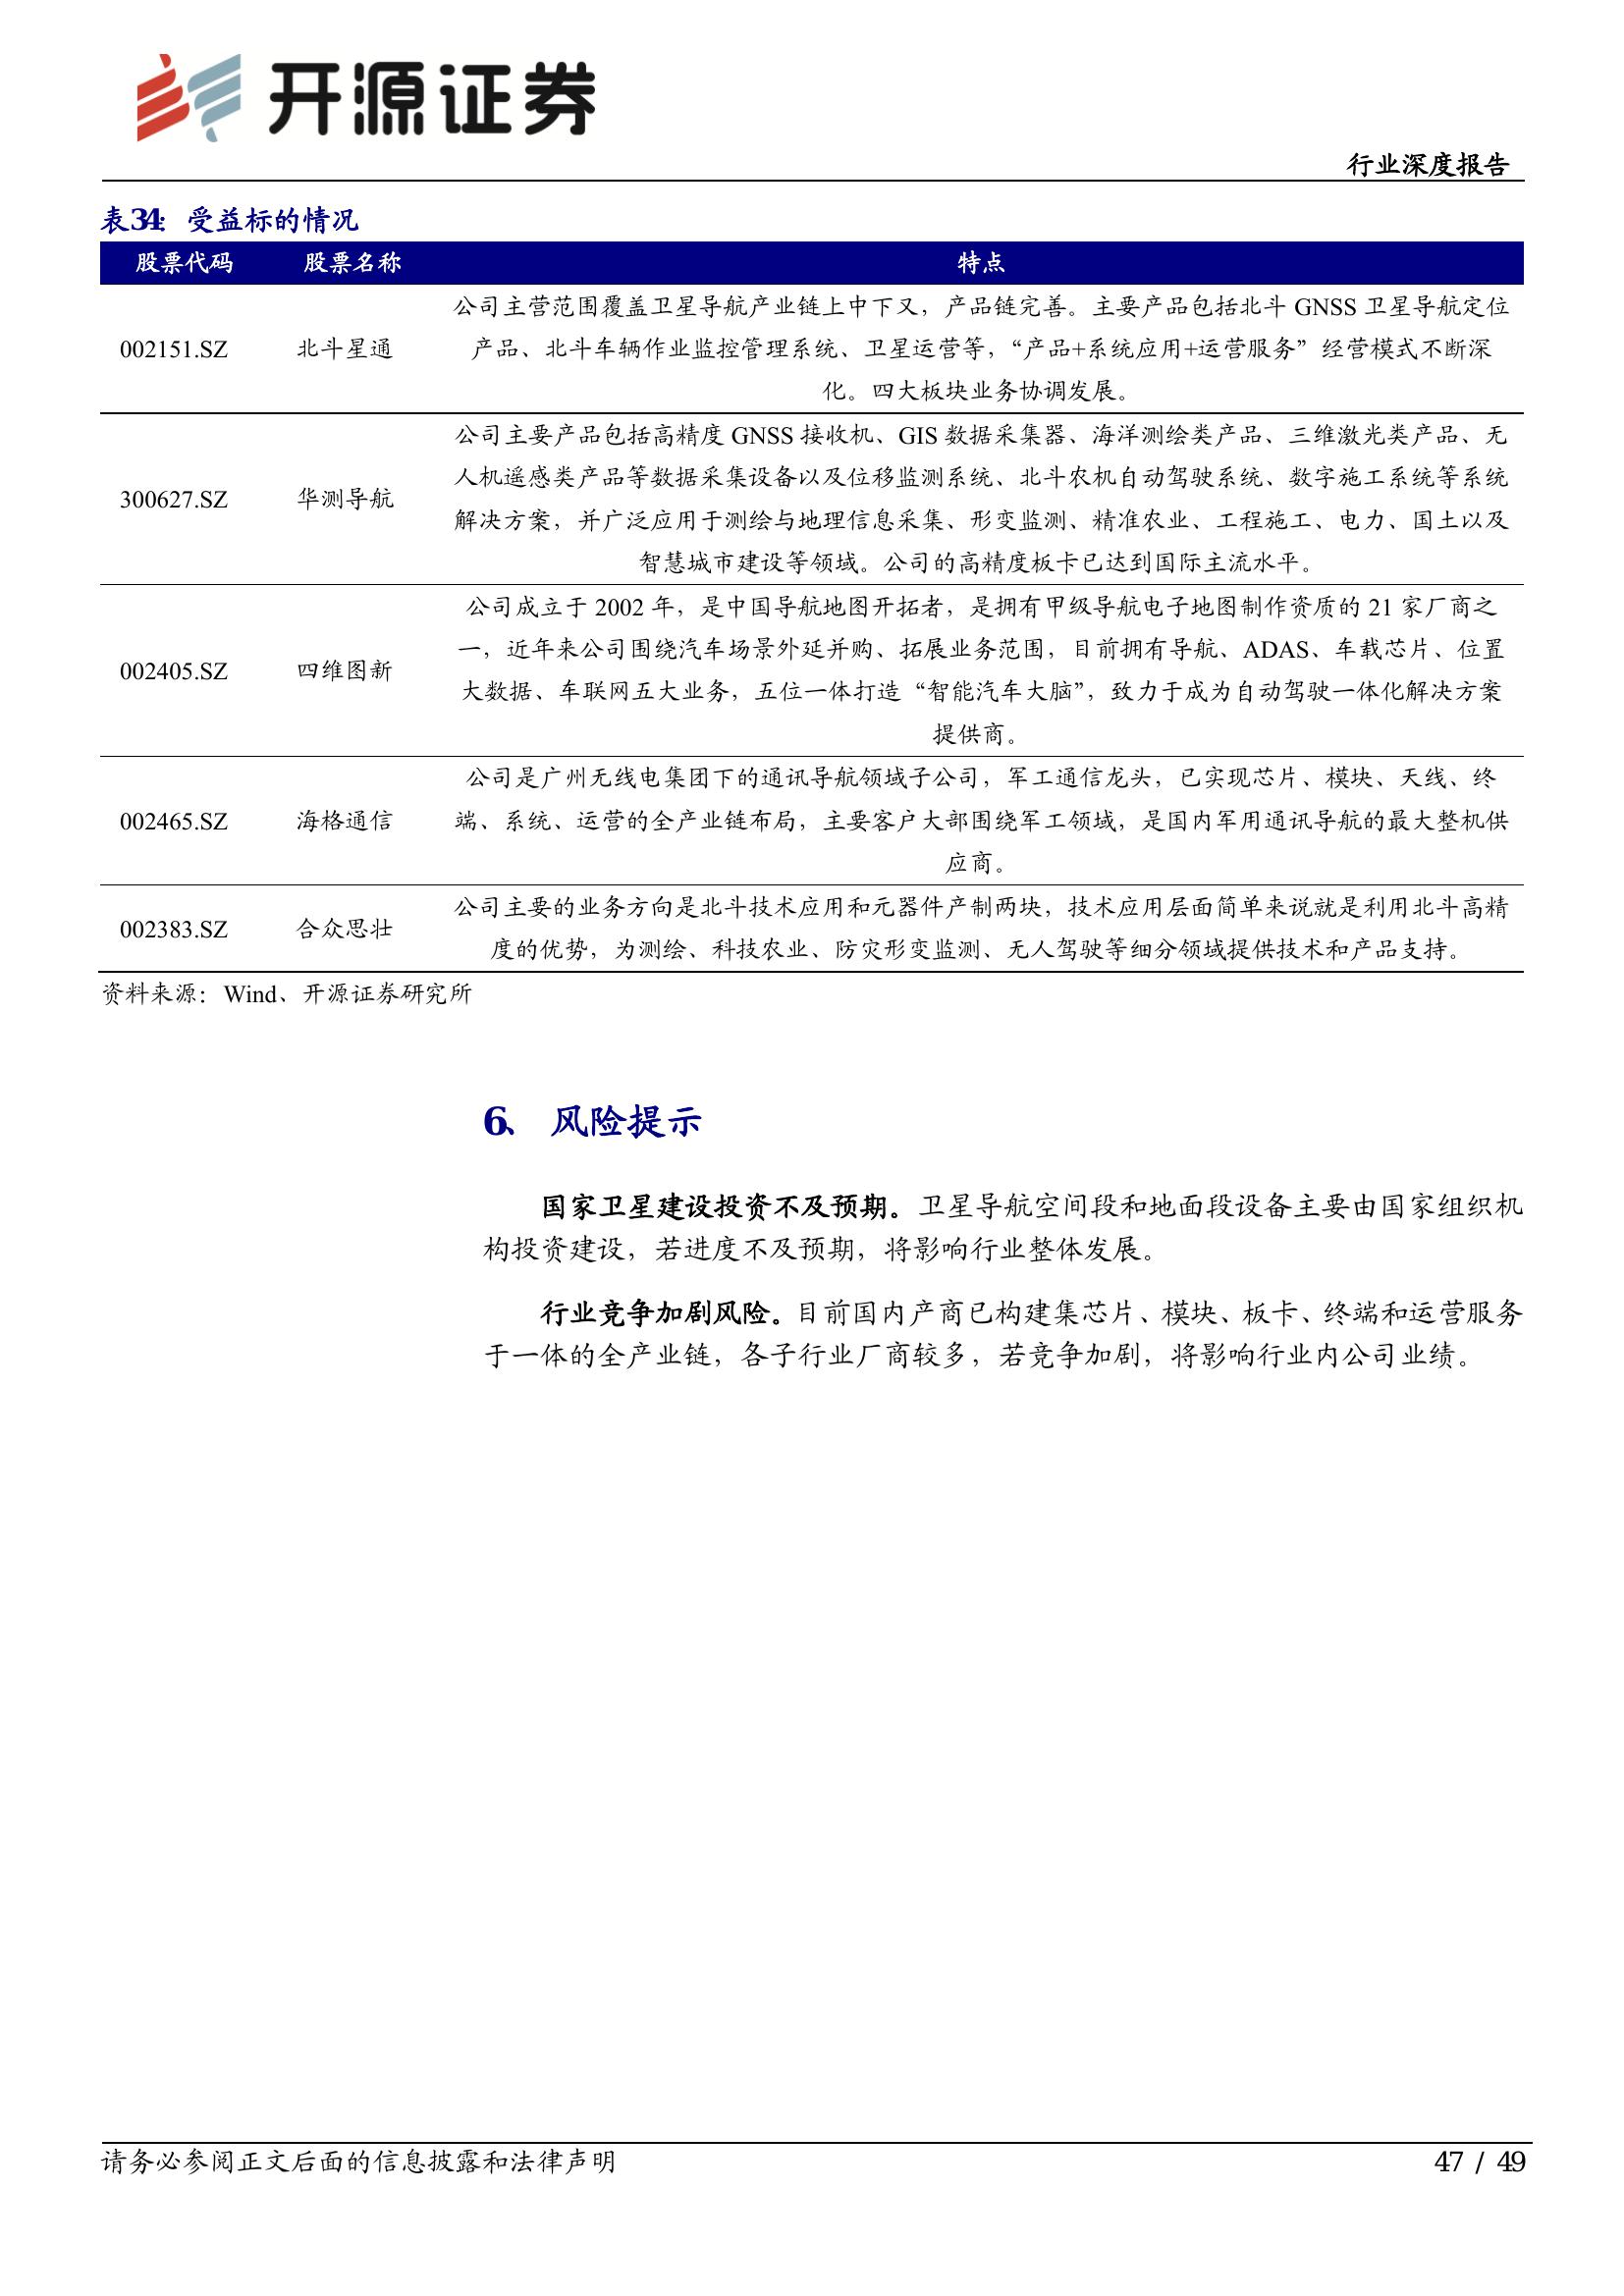 开源证券
行业深度报告
表34: 受益标的情况
股票代码 股票名称 特点
公司主营范围覆盖卫星导航产业链上中下又，产品链完善。主要产品包括北斗 GNSS 卫星导航定位
002151.SZ 北斗星通 产品、北斗车辆作业监控管理系统、卫星运营等，“产品+系统应用+运营服务”经营模式不断深
化。四大板块业务协调发展。
公司主要产品包括高精度 GNSS 接收机、GIS 数据采集器、海洋测绘类产品、三维激光类产品、无
人机遥感类产品等数据采集设备以及位移监测系统、北斗农机自动驾驶系统、数字施工系统等系统
300627.SZ 华测导航
解决方案，并广泛应用于测绘与地理信息采集、形变监测、精准农业、工程施工、电力、国土以及
智慧城市建设等领域。公司的高精度板卡已达到国际主流水平。
公司成立于 2002 年，是中国导航地图开拓者，是拥有甲级导航电子地图制作资质的 21 家厂商之
一，近年来公司围绕汽车场景外延并购、拓展业务范围，目前拥有导航、ADAS、车载芯片、位置
002405.SZ 四维图新
大数据、车联网五大业务，五位一体打造“智能汽车大脑”，致力于成为自动驾驶一体化解决方案
提供商。
公司是广州无线电集团下的通讯导航领域子公司，军工通信龙头，已实现芯片、模块、天线、终
002465.SZ 海格通信 端、系统、运营的全产业链布局，主要客户大部围绕军工领域，是国内军用通讯导航的最大整机供
应商。
公司主要的业务方向是北斗技术应用和元器件产制两块，技术应用层面简单来说就是利用北斗高精
002383.SZ 合众思壮
度的优势，为测绘、科技农业、防灾形变监测、无人驾驶等细分领域提供技术和产品支持。
资料来源：Wind、开源证券研究所
6、 风险提示
国家卫星建设投资不及预期。卫星导航空间段和地面段设备主要由国家组织机
构投资建设，若进度不及预期，将影响行业整体发展。
行业竞争加剧风险。目前国内产商已构建集芯片、模块、板卡、终端和运营服务
于一体的全产业链，各子行业厂商较多，若竞争加剧，将影响行业内公司业绩。
请务必参阅正文后面的信息披露和法律声明
47 / 49